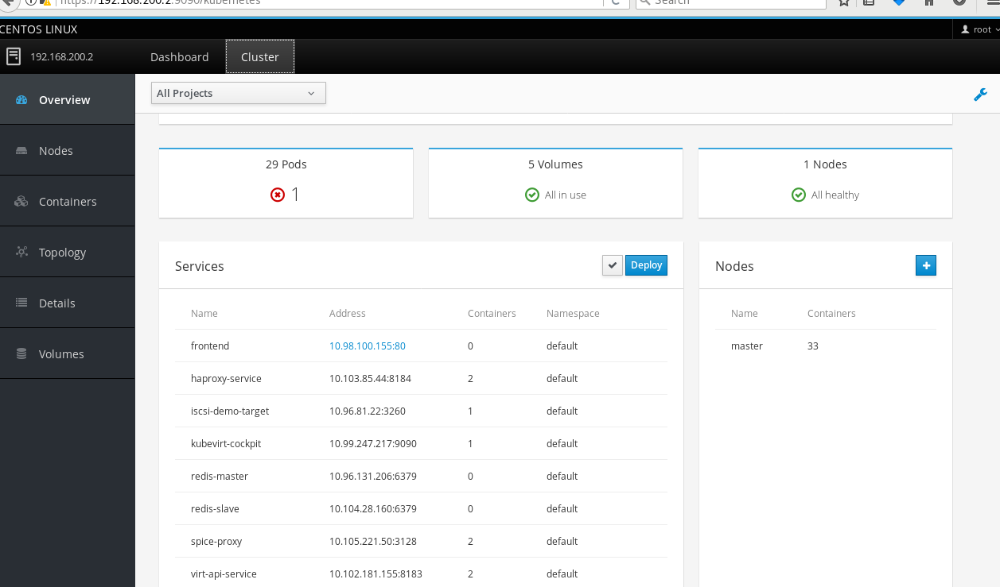 https://192.168.200.2:9090/kubernetes
Search
CENTOS LINUX
root
192.168.200.2
Dashboard
Cluster
Overview
Nodes
Containers
Topology
Details
Volumes
All Projects
29 Pods
1
5 Volumes
All in use
1 Nodes
All healthy
Services
Deploy
Name Address Containers Namespace
frontend 10.98.100.155:80 0 default
haproxy-service 10.103.85.44:8184 2 default
iscsi-demo-target 10.96.81.22:3260 1 default
kubevirt-cockpit 10.99.247.217:9090 1 default
redis-master 10.96.131.206:6379 0 default
redis-slave 10.104.28.160:6379 0 default
spice-proxy 10.105.221.50:3128 2 default
virt-api-service 10.102.181.155:8183 2 default
Nodes
Name Containers
master 33